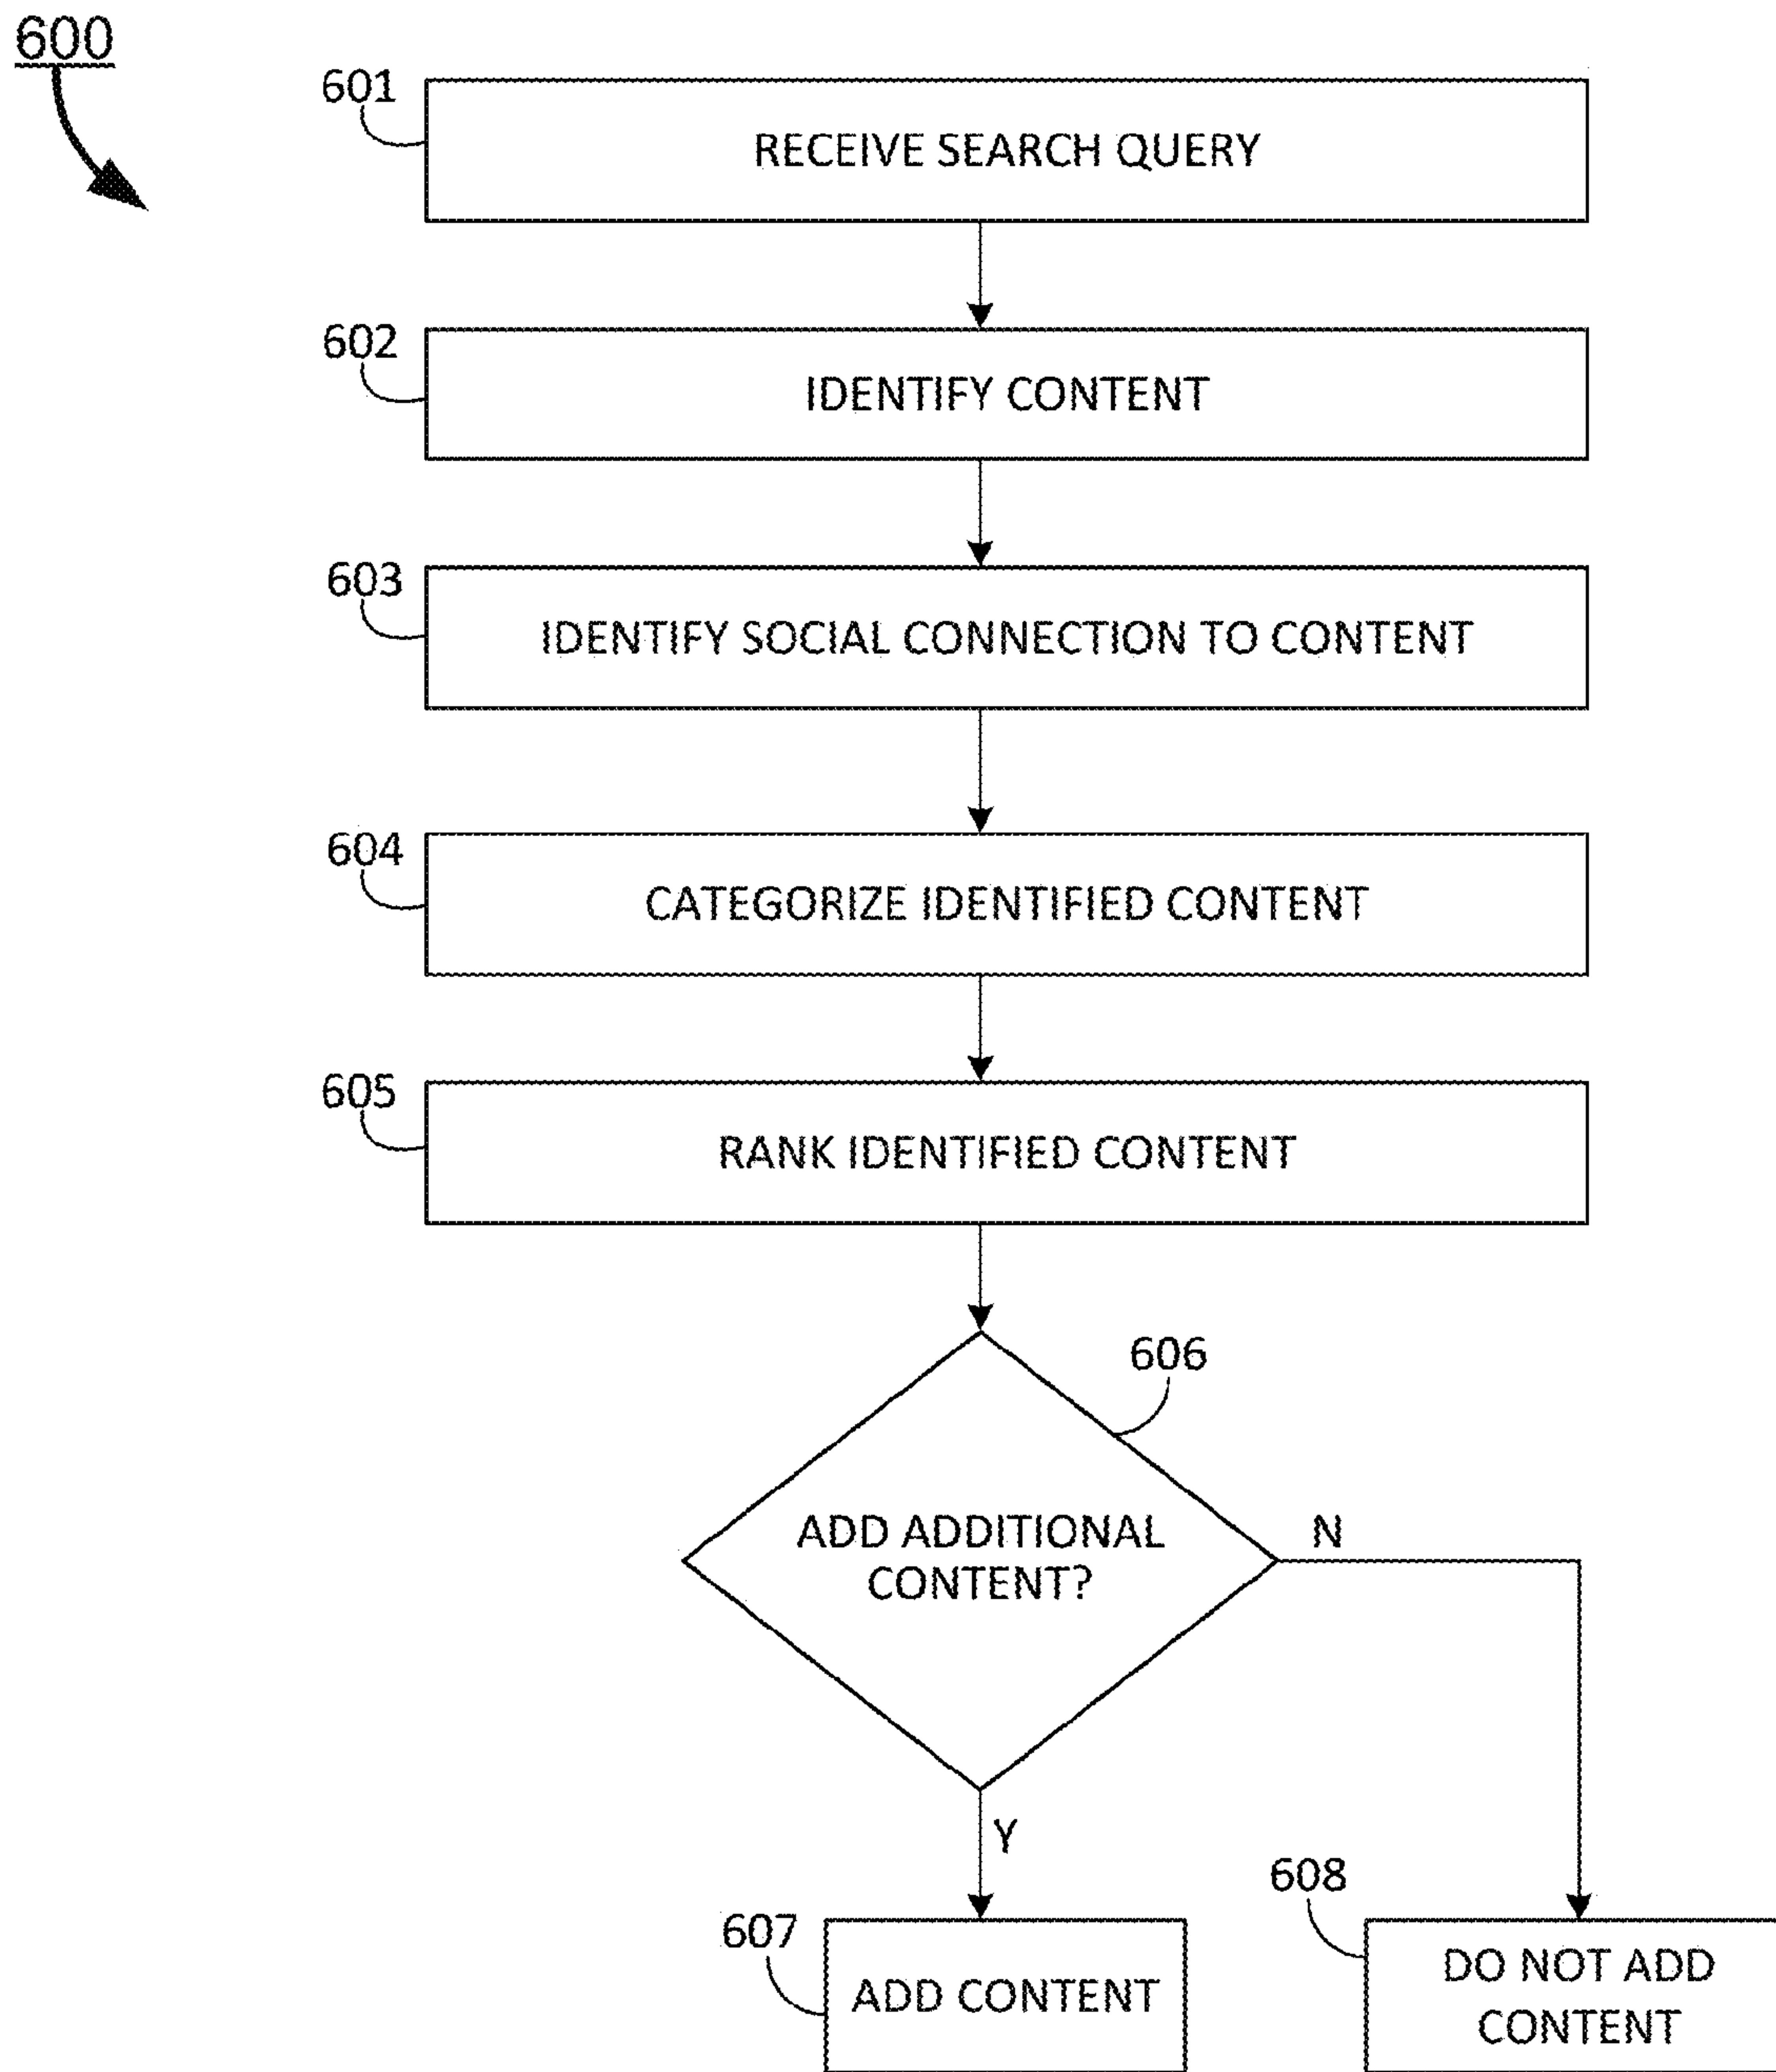 600
601
RECEIVE SEARCH QUERY
602
IDENTIFY CONTENT
603
IDENTIFY SOCIAL CONNECTION TO CONTENT
604
CATEGORIZE IDENTIFIED CONTENT
605
RANK IDENTIFIED CONTENT
606
ADD ADDITIONAL
CONTENT?
N
Y
607
ADD CONTENT
608
DO NOT ADD
CONTENT